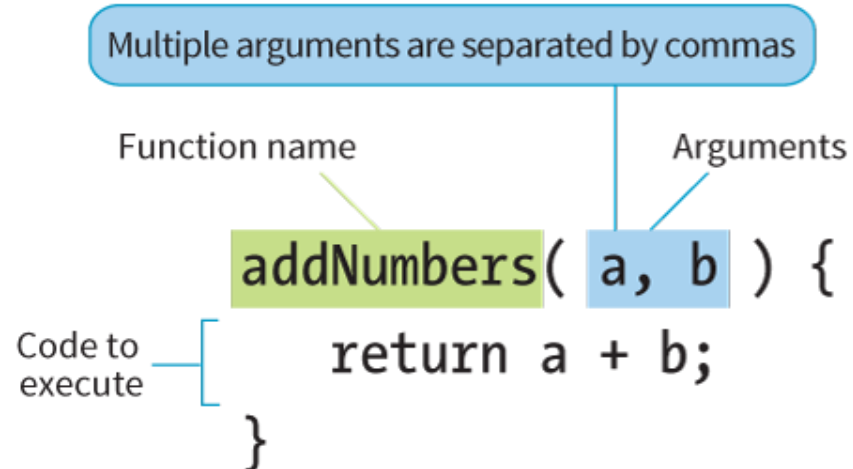 Multiple arguments are separated by commas
Function name
Arguments
addNumbers( a, b ) {
Code to
execute
return a + b;
}